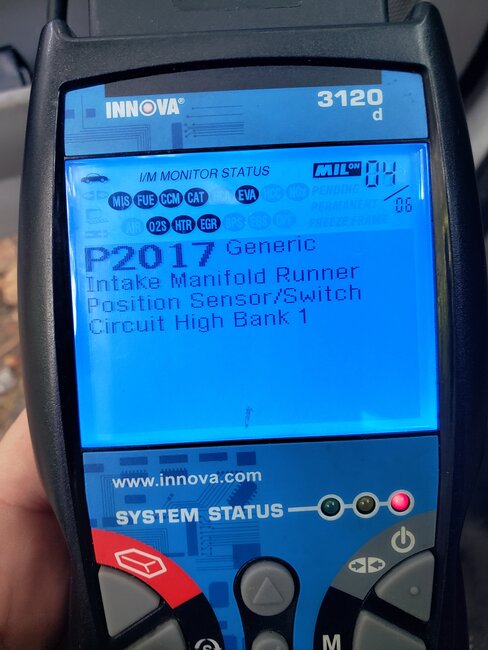 INNOVA®
3120
d
I/M MONITOR STATUS
MIL ON 04
MIS FUE CCM CAT EVA
PENDING
PERMANENT
06
O2S HTR EGR
FREEZE FRAME
P2017 Generic
Intake Manifold Runner
Position Sensor/Switch
Circuit High Bank 1
www.innova.com
SYSTEM STATUS
M